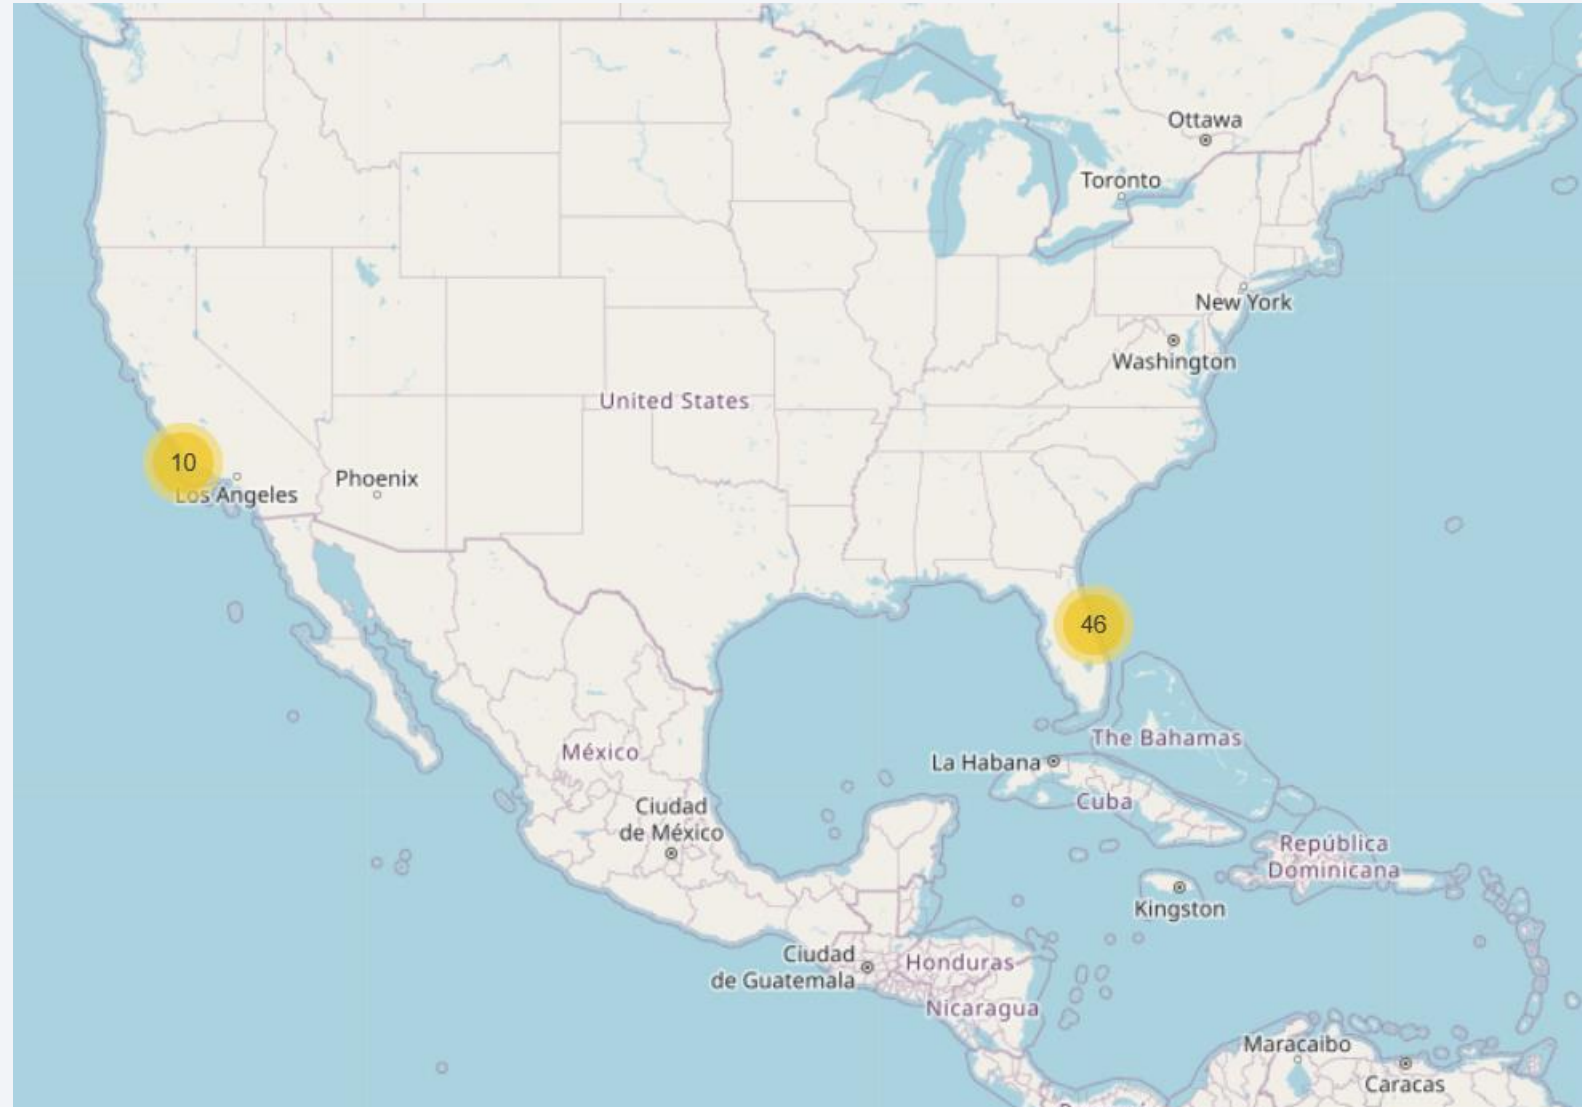 Ottawa
Toronto
New York
Washington
United States
10
Los Angeles
Phoenix
46
México
Ciudad
de México
The Bahamas
La Habana
Cuba
República
Dominicana
Kingston
Ciudad
de Guatemala
Honduras
Nicaragua
Maracaibo
Caracas